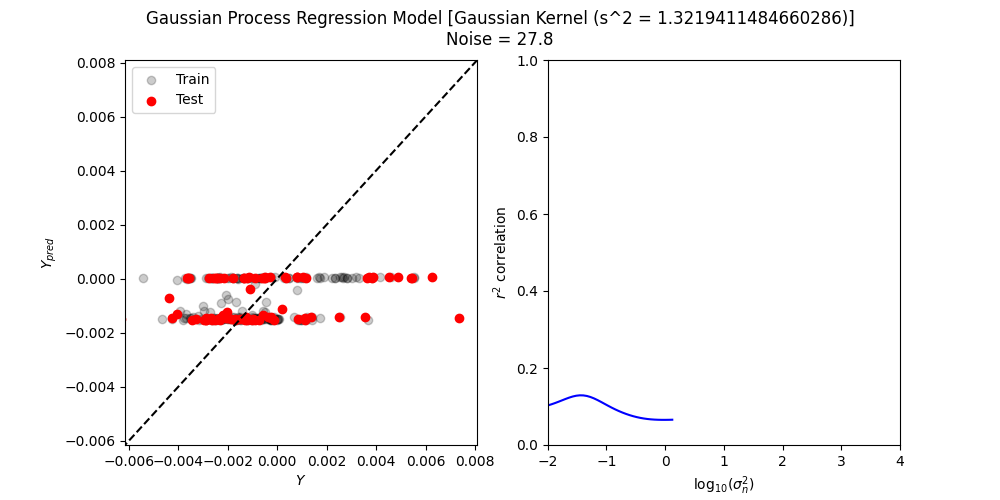 Gaussian Process Regression Model [Gaussian Kernel (s^2 = 1.3219411484660286)]
Noise = 27.8
Train
Test
0.008
0.006
0.004
0.002
0.000
−0.002
−0.004
−0.006
Y_pred
−0.006 −0.004 −0.002 0.000 0.002 0.004 0.006 0.008
Y
1.0
0.8
0.6
0.4
0.2
0.0
r² correlation
−2 −1 0 1 2 3 4
log₁₀(σₙ²)